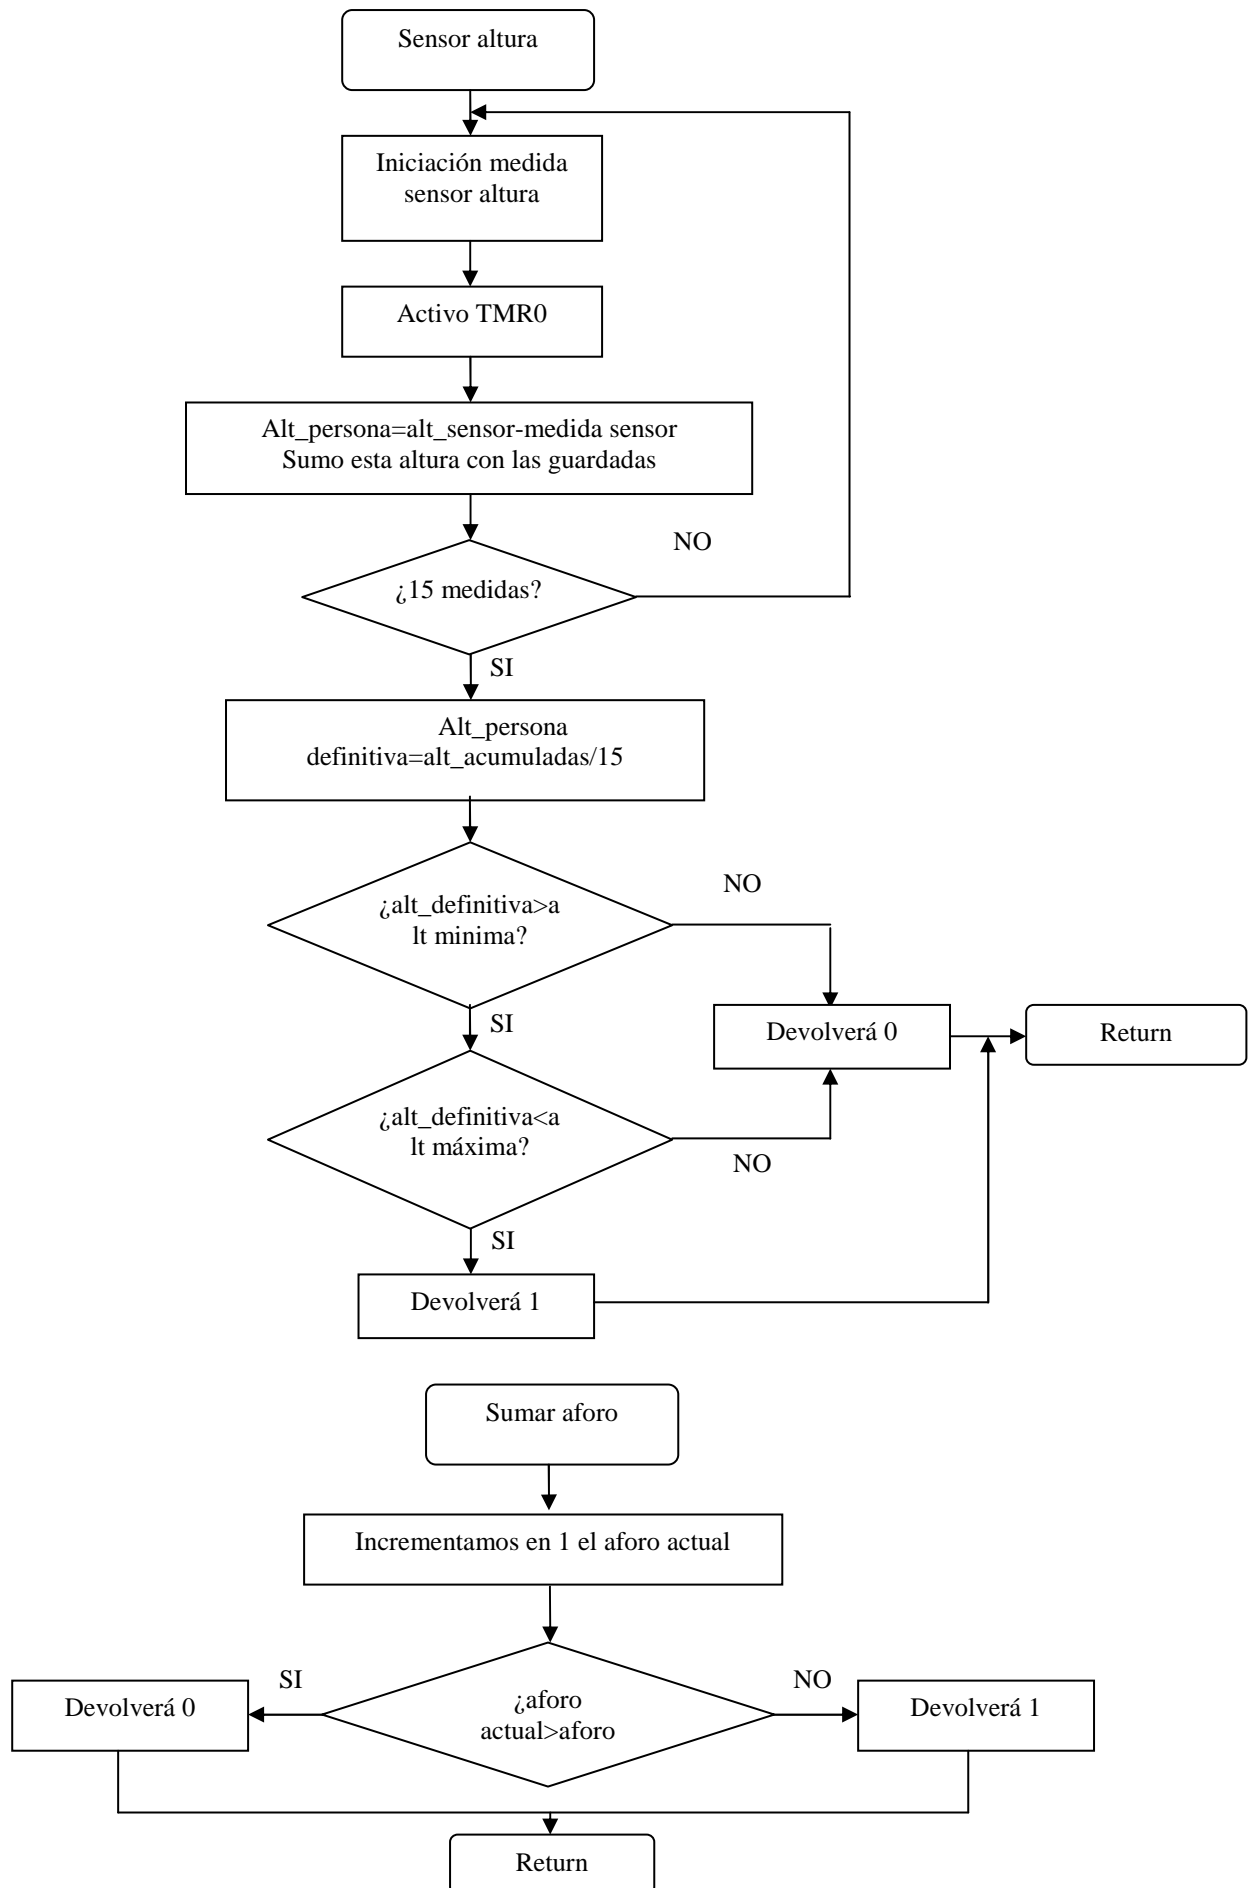 Sensor altura
Iniciación medida
sensor altura
Activo TMR0
Alt_persona=alt_sensor-medida sensor
Sumo esta altura con las guardadas
NO
¿15 medidas?
SI
Alt_persona
definitiva=alt_acumuladas/15
NO
¿alt_definitiva>a
lt minima?
SI
Devolverá 0
Return
¿alt_definitiva<a
lt máxima?
NO
SI
Devolverá 1
Sumar aforo
Incrementamos en 1 el aforo actual
SI
NO
Devolverá 0
¿aforo
actual>aforo
Devolverá 1
Return